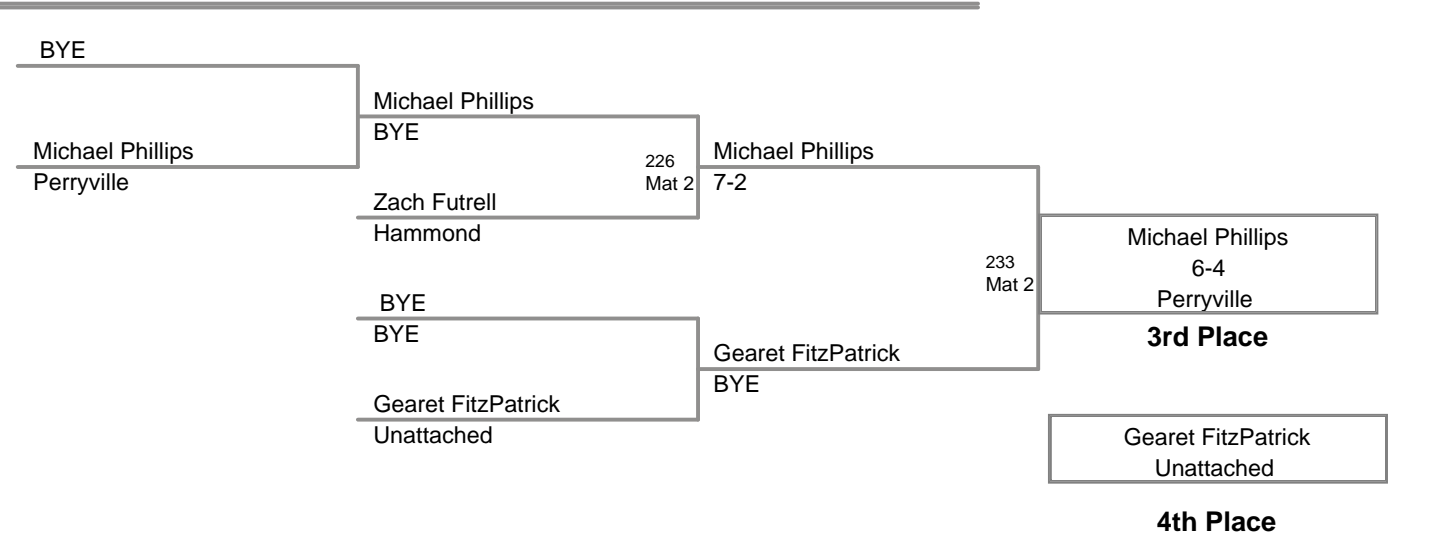 BYE
Michael Phillips
Perryville
Michael Phillips
BYE
Zach Futrell
Hammond
226
Mat 2
BYE
BYE
Gearet FitzPatrick
Unattached
Michael Phillips
7-2
Gearet FitzPatrick
BYE
233
Mat 2
Michael Phillips
6-4
Perryville
3rd Place
Gearet FitzPatrick
Unattached
4th Place